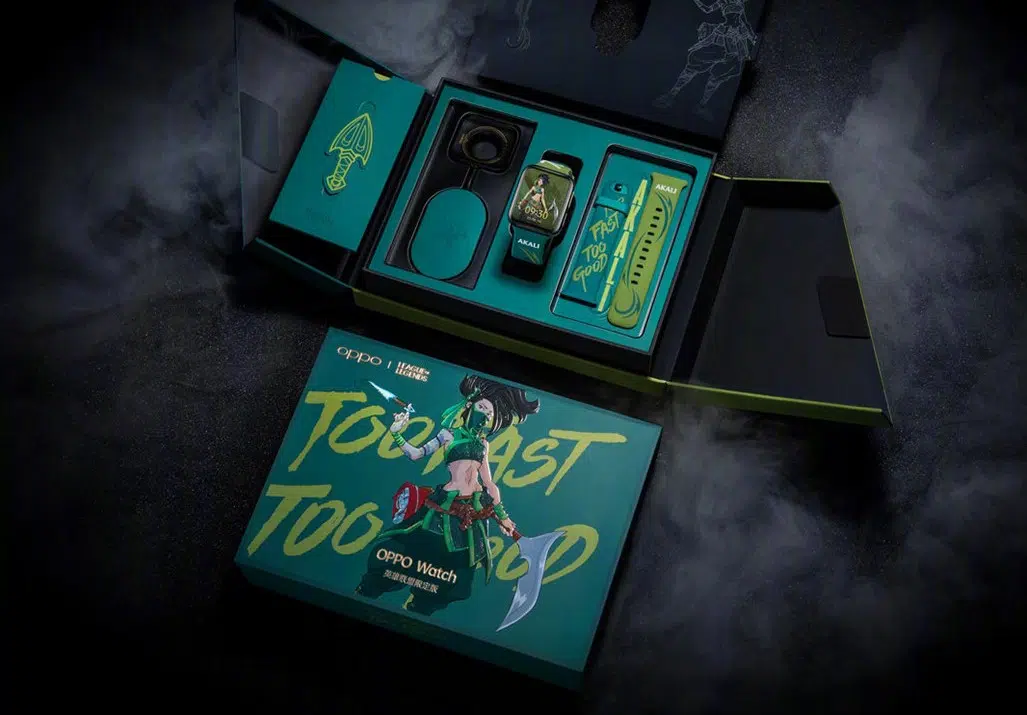 09:30
AKALI
FAST
TOO
GOOD
AKALI
AKALI
oppo | LEAGUE OF
LEGENDS
TOO FAST
TOO GOOD
OPPO Watch
英雄联盟限定版